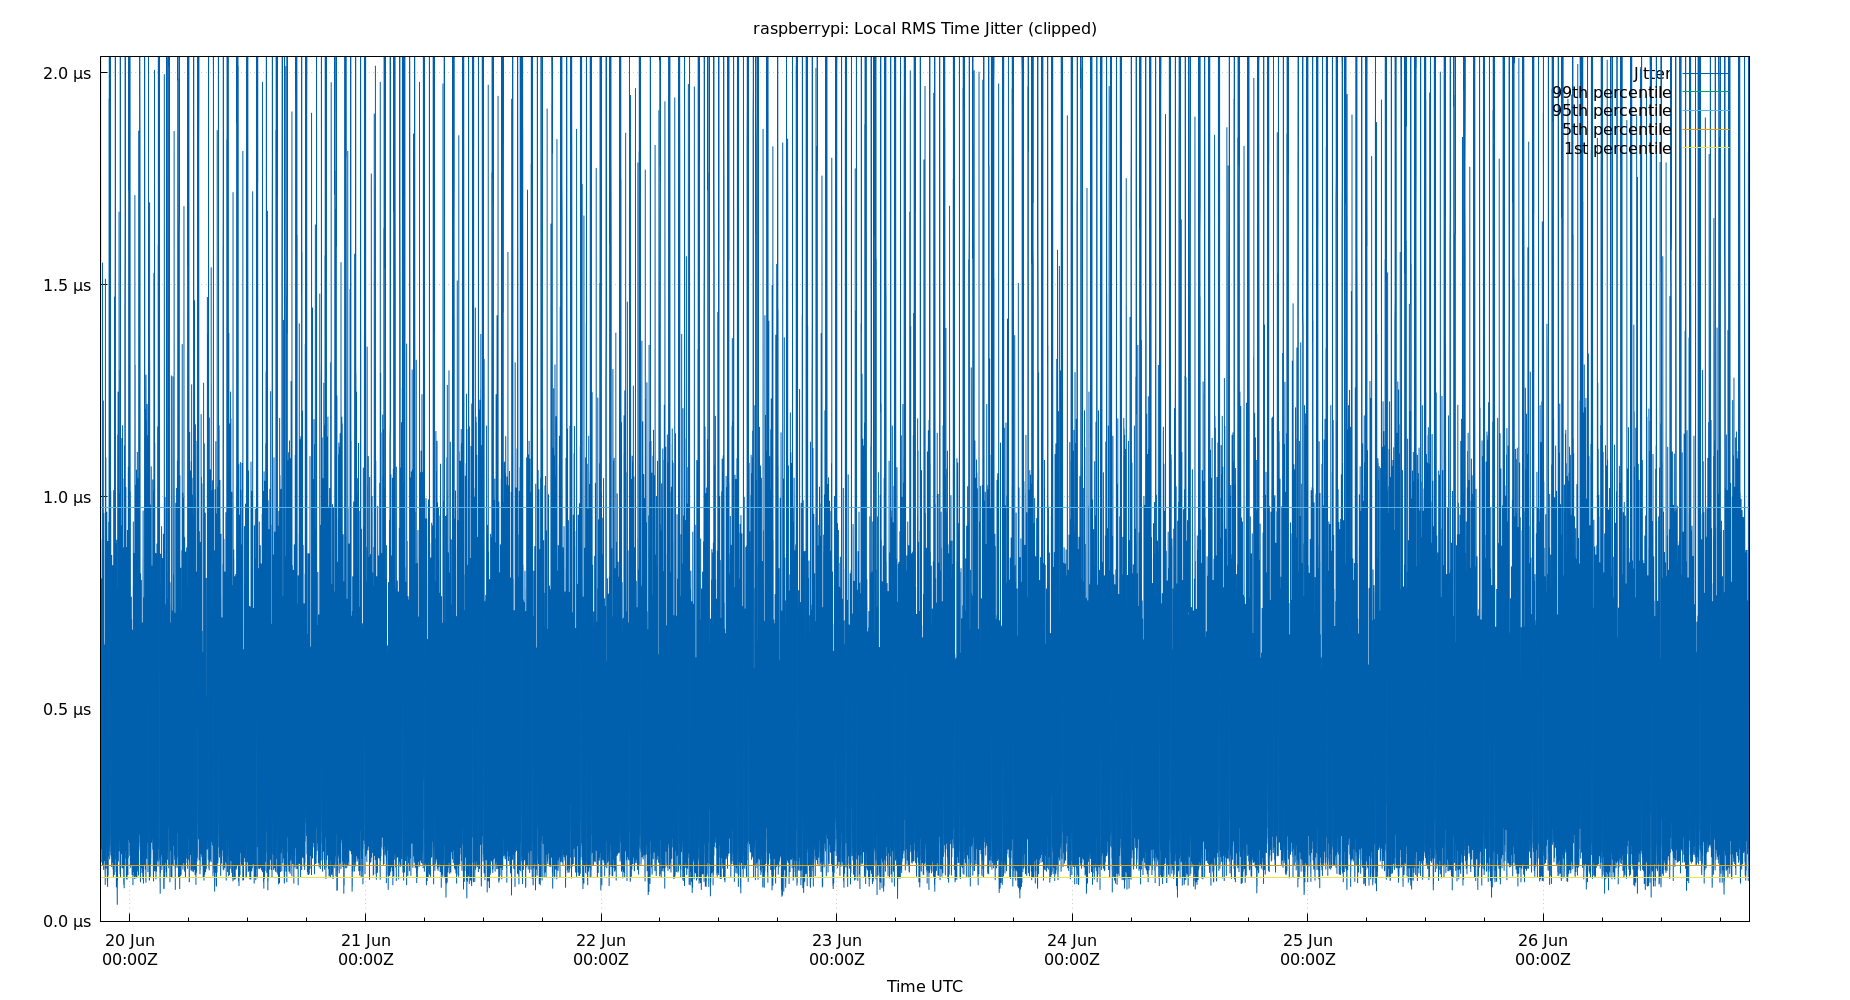 raspberrypi: Local RMS Time Jitter (clipped)
2.0 µs
1.5 µs
1.0 µs
0.5 µs
0.0 µs
Jitter
99th percentile
95th percentile
5th percentile
1st percentile
20 Jun 21 Jun 22 Jun 23 Jun 24 Jun 25 Jun 26 Jun
00:00Z 00:00Z 00:00Z 00:00Z 00:00Z 00:00Z 00:00Z
Time UTC